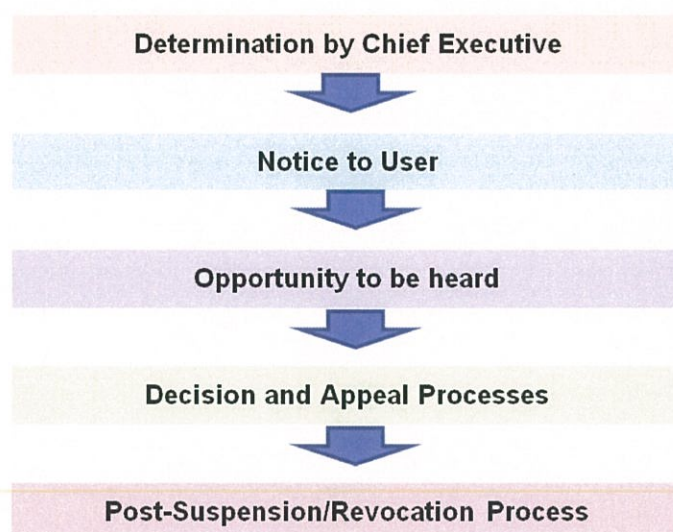 Determination by Chief Executive
Notice to User
Opportunity to be heard
Decision and Appeal Processes
Post-Suspension/Revocation Process